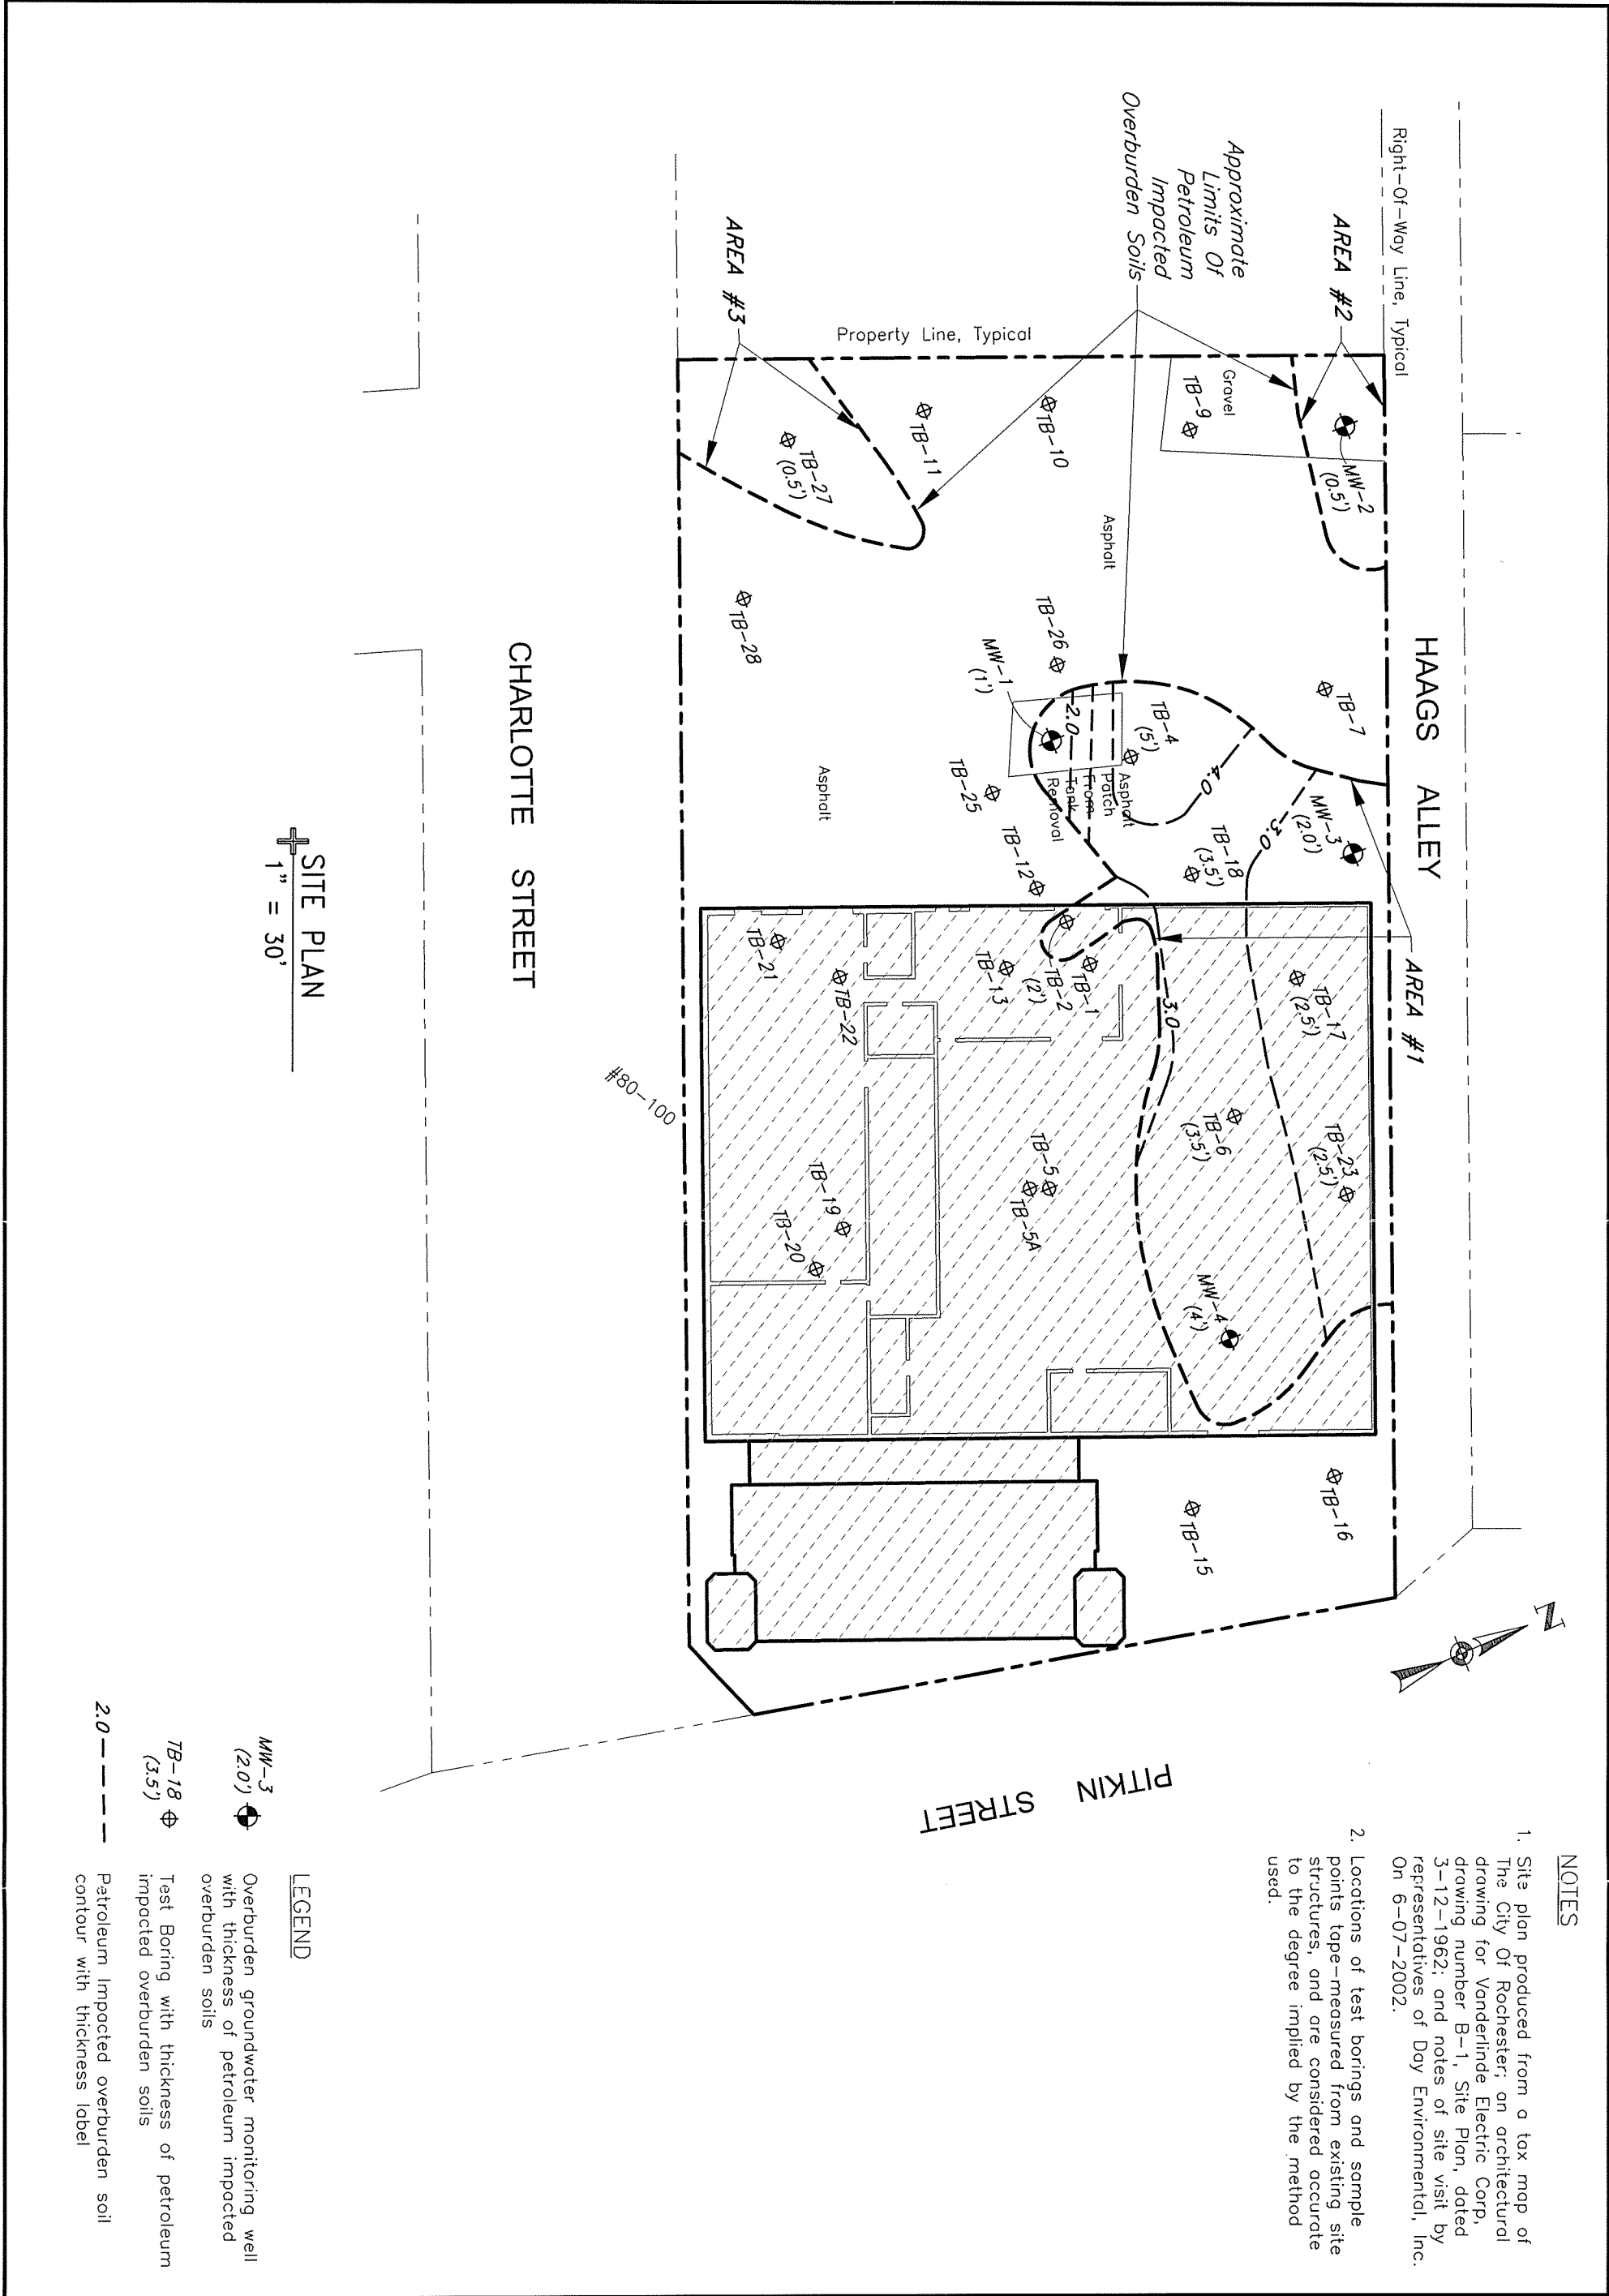 NOTES
1. Site plan produced from a tax map of
The City Of Rochester; an architectural
drawing for Vanderlinde Electric Corp,
drawing number B-1, Site Plan, dated
3-12-1962; and notes of site visit by
representatives of Day Environmental, Inc.
On 6-07-2002.
2. Locations of test borings and sample
points tape-measured from existing site
structures, and are considered accurate
to the degree implied by the method
used.
N
Right-Of-Way Line, Typical
HAAGS ALLEY
AREA #2
AREA #1
Approximate
Limits Of
Petroleum
Impacted
Overburden Soils
MW-2
(0.5')
Gravel
TB-9
TB-7
MW-3
(2.0')
3.0
4.0
TB-18
(3.5')
TB-17
(2.5')
TB-23
(2.5')
TB-16
TB-15
TB-6
(3.5')
MW-4
(4')
TB-4
(5')
Asphalt
Patch
From
Tank
Removal
2.0
3.0
Asphalt
TB-10
TB-26
MW-1
(1')
TB-25
TB-12
TB-1
TB-2
(2')
TB-13
TB-5
TB-5A
Property Line, Typical
TB-11
AREA #3
TB-27
(0.5')
TB-28
Asphalt
TB-21
TB-22
TB-19
TB-20
#80-100
PITKIN STREET
CHARLOTTE STREET
SITE PLAN
1" = 30'
LEGEND
MW-3
(2.0')
Overburden groundwater monitoring well
with thickness of petroleum impacted
overburden soils
TB-18
(3.5')
Test Boring with thickness of petroleum
impacted overburden soils
2.0
Petroleum Impacted overburden soil
contour with thickness label